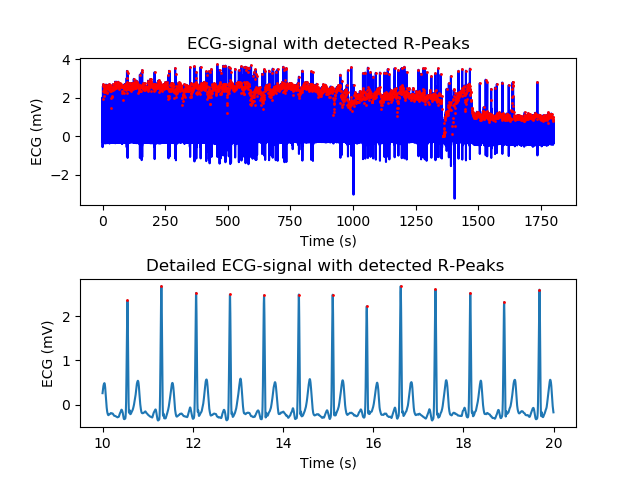 ECG-signal with detected R-Peaks
4
2
0
−2
ECG (mV)
0 250 500 750 1000 1250 1500 1750
Time (s)
Detailed ECG-signal with detected R-Peaks
2
1
0
ECG (mV)
10 12 14 16 18 20
Time (s)